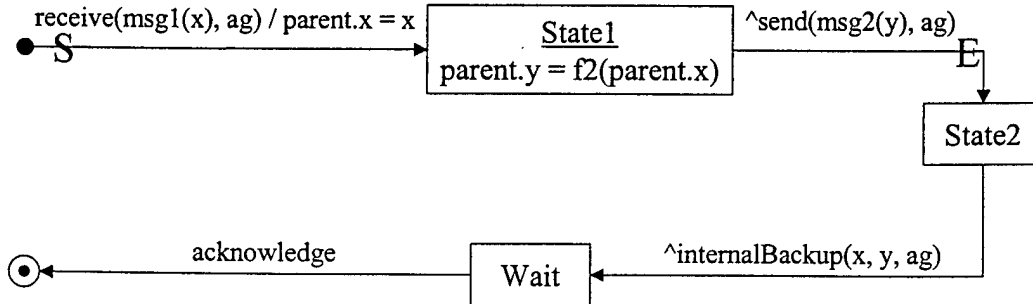 receive(msg1(x), ag) / parent.x = x
S
State1
parent.y = f2(parent.x)
^send(msg2(y), ag)
E
State2
acknowledge
Wait
^internalBackup(x, y, ag)